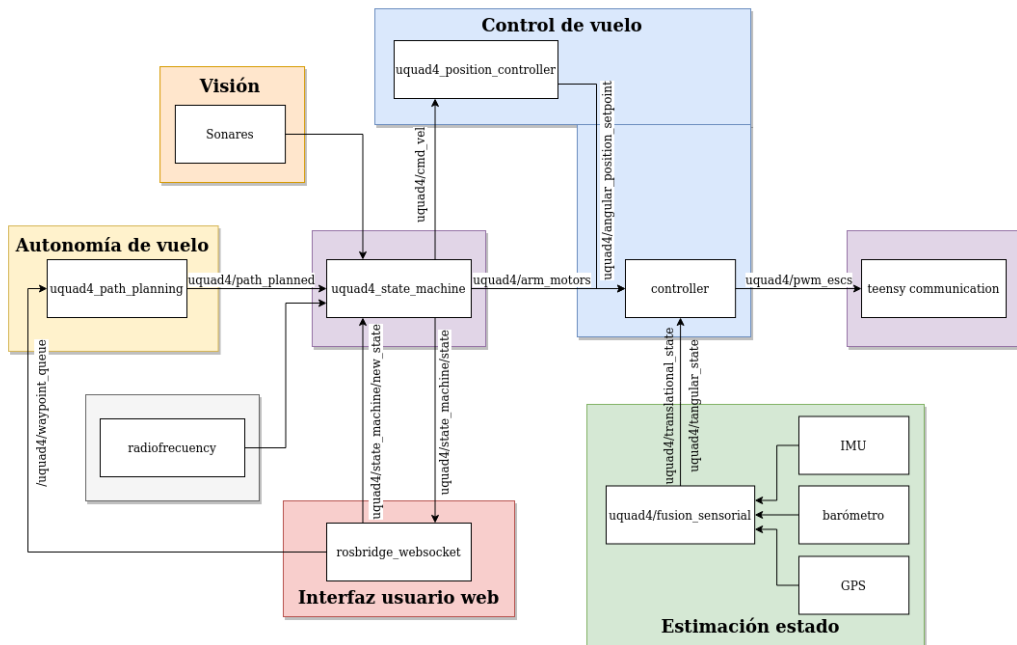 Control de vuelo
uquad4_position_controller
Visión
Sonares
uquad4/cmd_vel
uquad4/angular_position_setpoint
Autonomía de vuelo
uquad4_path_planning
uquad4/path_planned
uquad4_state_machine
uquad4/arm_motors
controller
uquad4/pwm_escs
teensy communication
/uquad4/waypoint_queue
uquad4/state_machine/new_state
uquad4/state_machine/state
uquad4/translational_state
uquad4/tangular_state
radiofrecuency
IMU
uquad4/fusion_sensorial
barómetro
rosbridge_websocket
GPS
Interfaz usuario web
Estimación estado